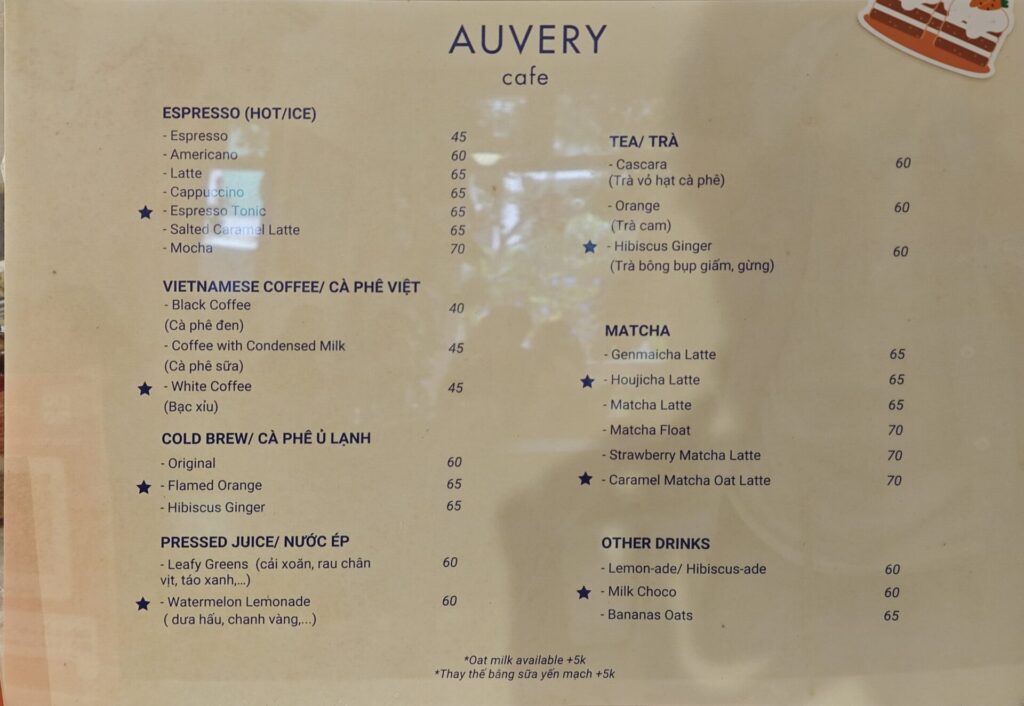 AUVERY
cafe
ESPRESSO (HOT/ICE)
- Espresso 45
- Americano 60
- Latte 65
- Cappuccino 65
★ - Espresso Tonic 65
- Salted Caramel Latte 65
- Mocha 70
VIETNAMESE COFFEE/ CÀ PHÊ VIỆT
- Black Coffee 40
(Cà phê đen)
- Coffee with Condensed Milk 45
(Cà phê sữa)
★ - White Coffee 45
(Bạc xỉu)
COLD BREW/ CÀ PHÊ Ủ LẠNH
- Original 60
★ - Flamed Orange 65
- Hibiscus Ginger 65
PRESSED JUICE/ NƯỚC ÉP
- Leafy Greens (cải xoăn, rau chân 60
vịt, táo xanh,...)
★ - Watermelon Lemonade 60
( dưa hấu, chanh vàng,...)
TEA/ TRÀ
- Cascara 60
(Trà vỏ hạt cà phê)
- Orange 60
(Trà cam)
★ - Hibiscus Ginger 60
(Trà bông bụp giấm, gừng)
MATCHA
- Genmaicha Latte 65
★ - Houjicha Latte 65
- Matcha Latte 65
- Matcha Float 70
- Strawberry Matcha Latte 70
★ - Caramel Matcha Oat Latte 70
OTHER DRINKS
- Lemon-ade/ Hibiscus-ade 60
★ - Milk Choco 60
- Bananas Oats 65
*Oat milk available +5k
*Thay thế bằng sữa yến mạch +5k